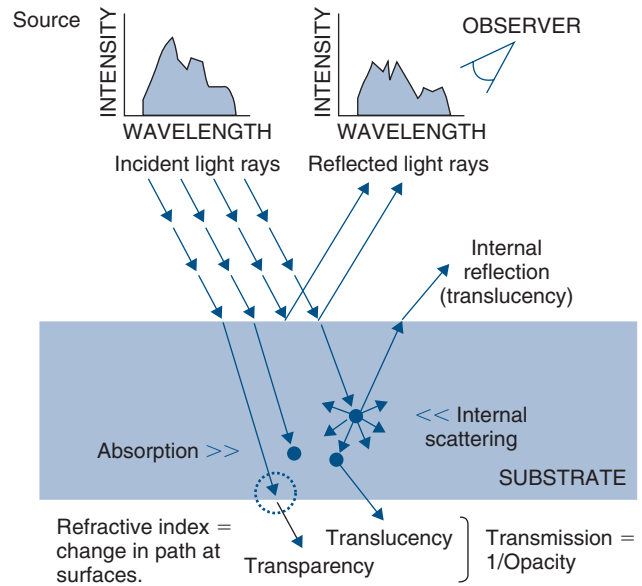 Source
INTENSITY
WAVELENGTH
Incident light rays
INTENSITY
WAVELENGTH
Reflected light rays
OBSERVER
Internal
reflection
(translucency)
Absorption >>
<< Internal
scattering
SUBSTRATE
Refractive index =
change in path at
surfaces.
Transparency
Translucency
Transmission =
1/Opacity